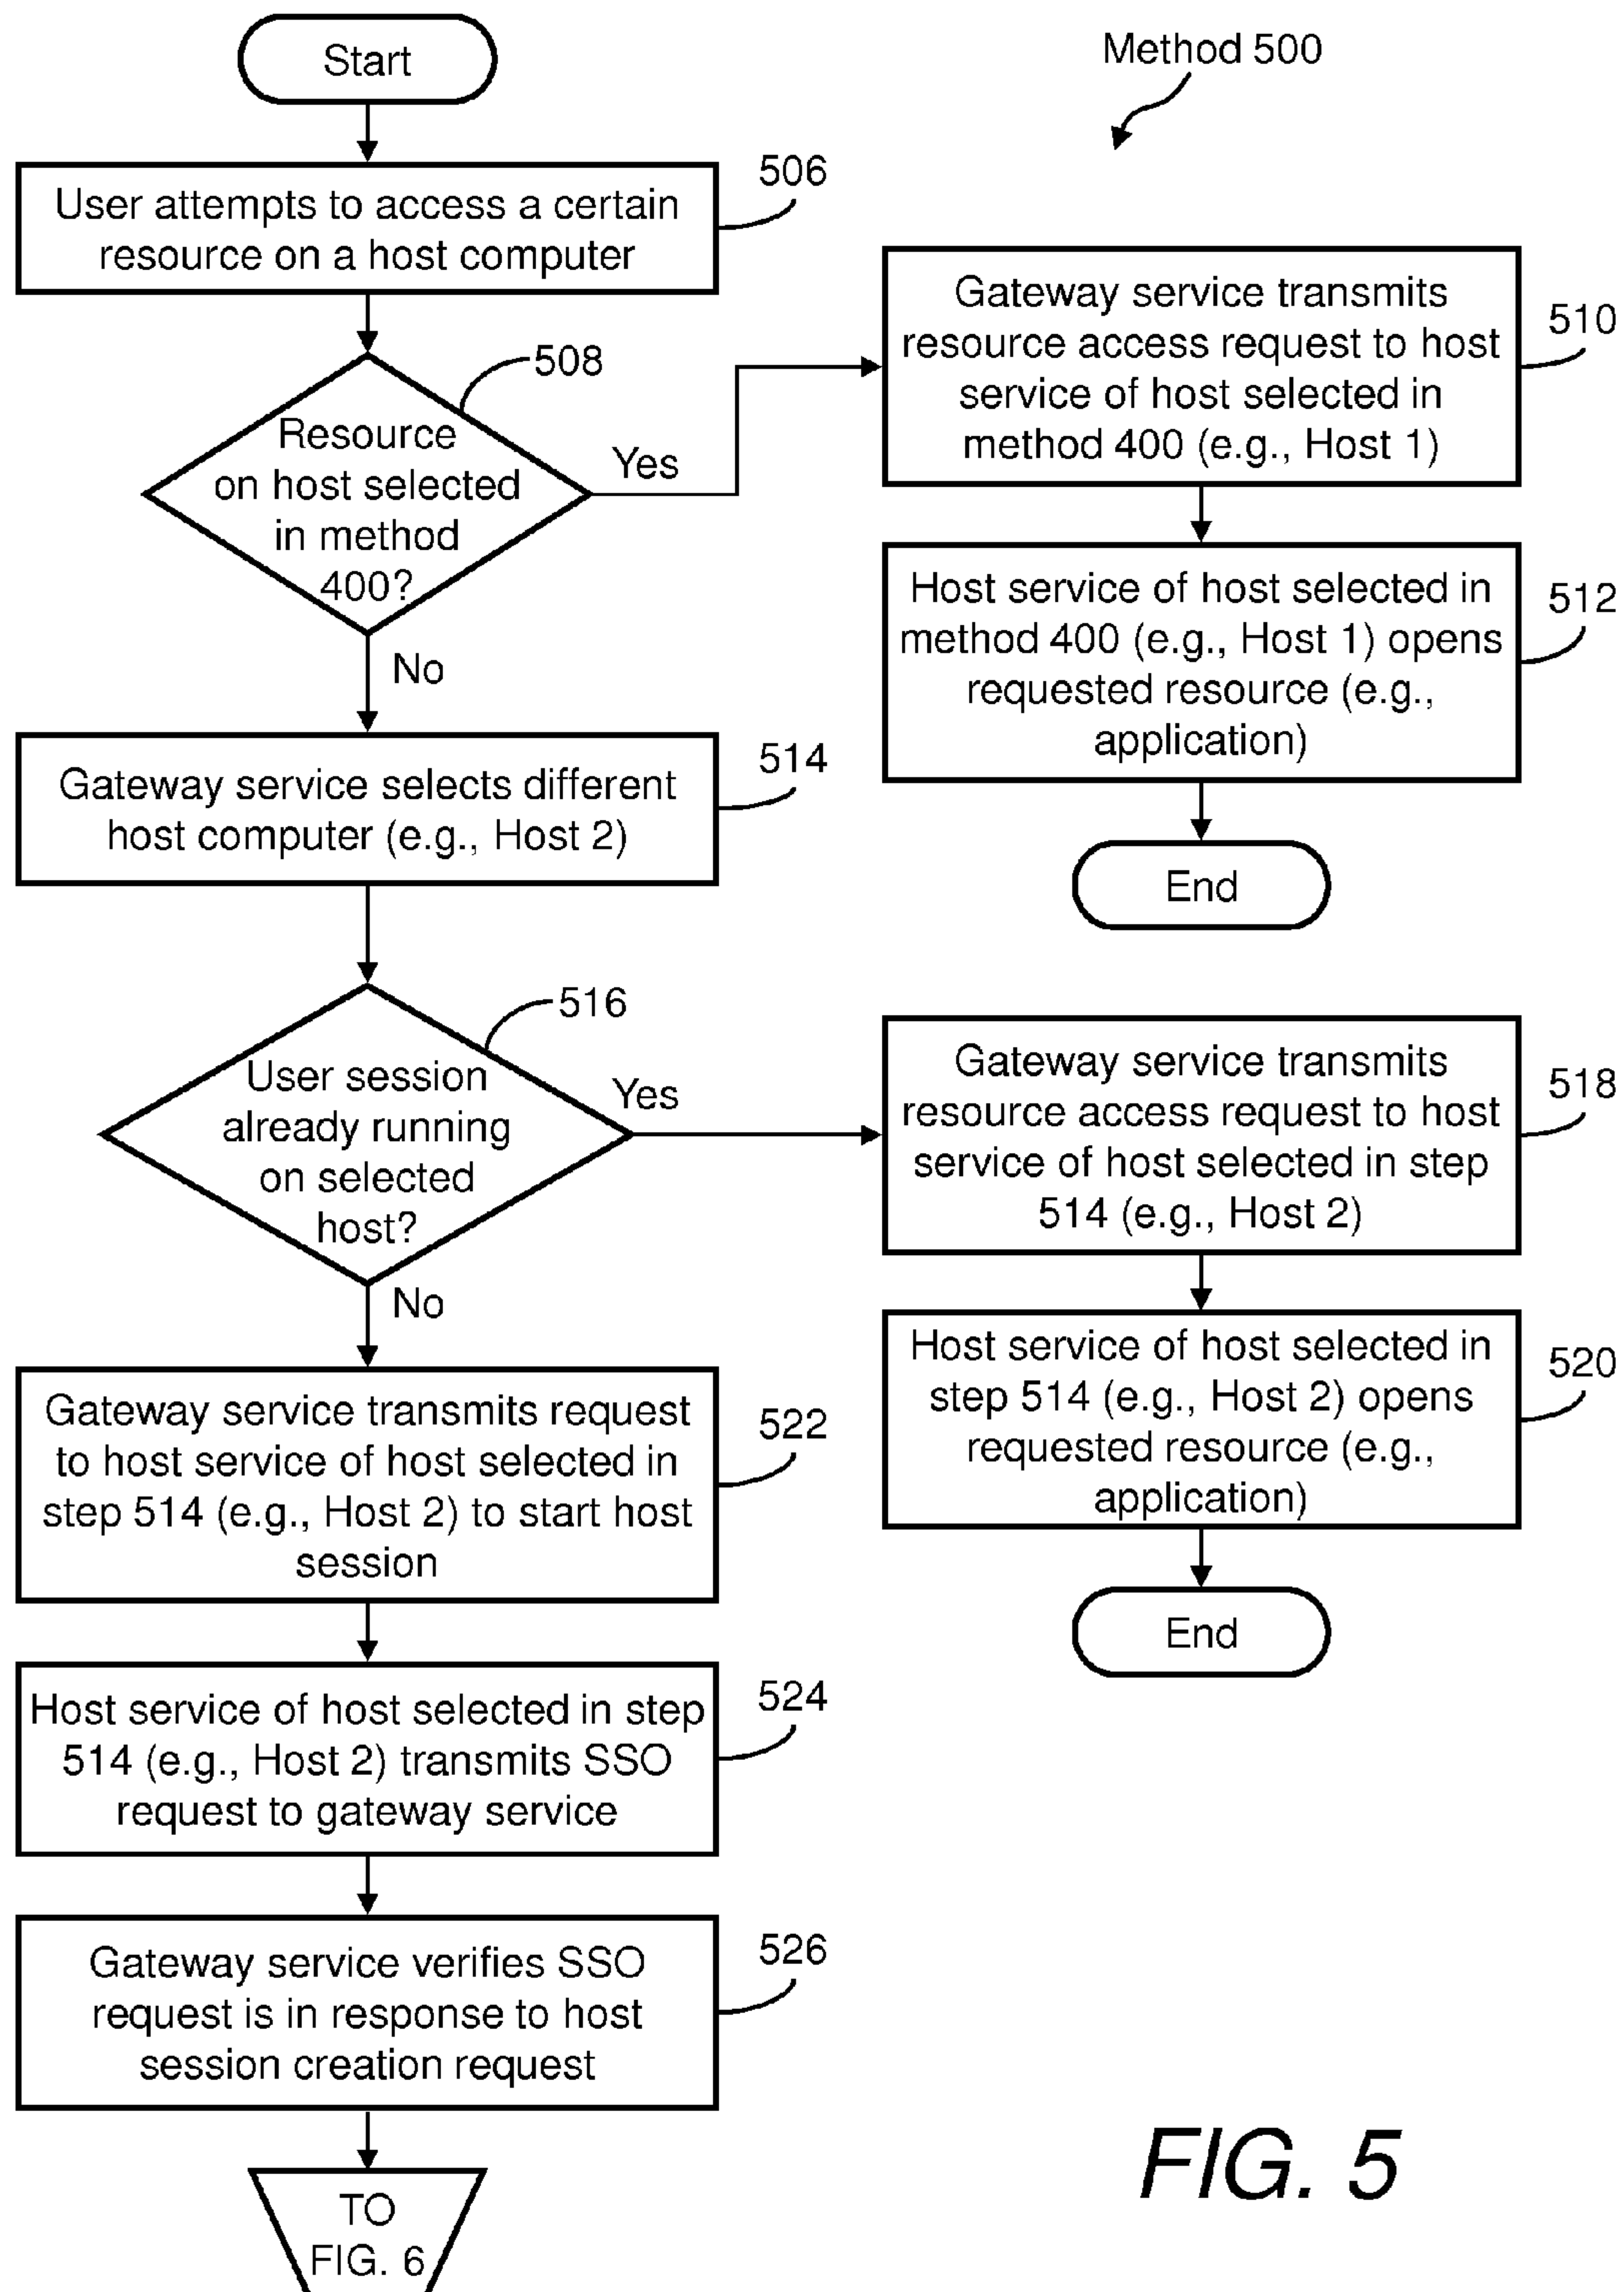 Start
Method 500
506
User attempts to access a certain
resource on a host computer
508
Resource
on host selected
in method
400?
Yes
No
510
Gateway service transmits
resource access request to host
service of host selected in
method 400 (e.g., Host 1)
512
Host service of host selected in
method 400 (e.g., Host 1) opens
requested resource (e.g.,
application)
End
514
Gateway service selects different
host computer (e.g., Host 2)
516
User session
already running
on selected
host?
Yes
No
518
Gateway service transmits
resource access request to host
service of host selected in step
514 (e.g., Host 2)
520
Host service of host selected in
step 514 (e.g., Host 2) opens
requested resource (e.g.,
application)
End
522
Gateway service transmits request
to host service of host selected in
step 514 (e.g., Host 2) to start host
session
524
Host service of host selected in step
514 (e.g., Host 2) transmits SSO
request to gateway service
526
Gateway service verifies SSO
request is in response to host
session creation request
TO
FIG. 6
FIG. 5